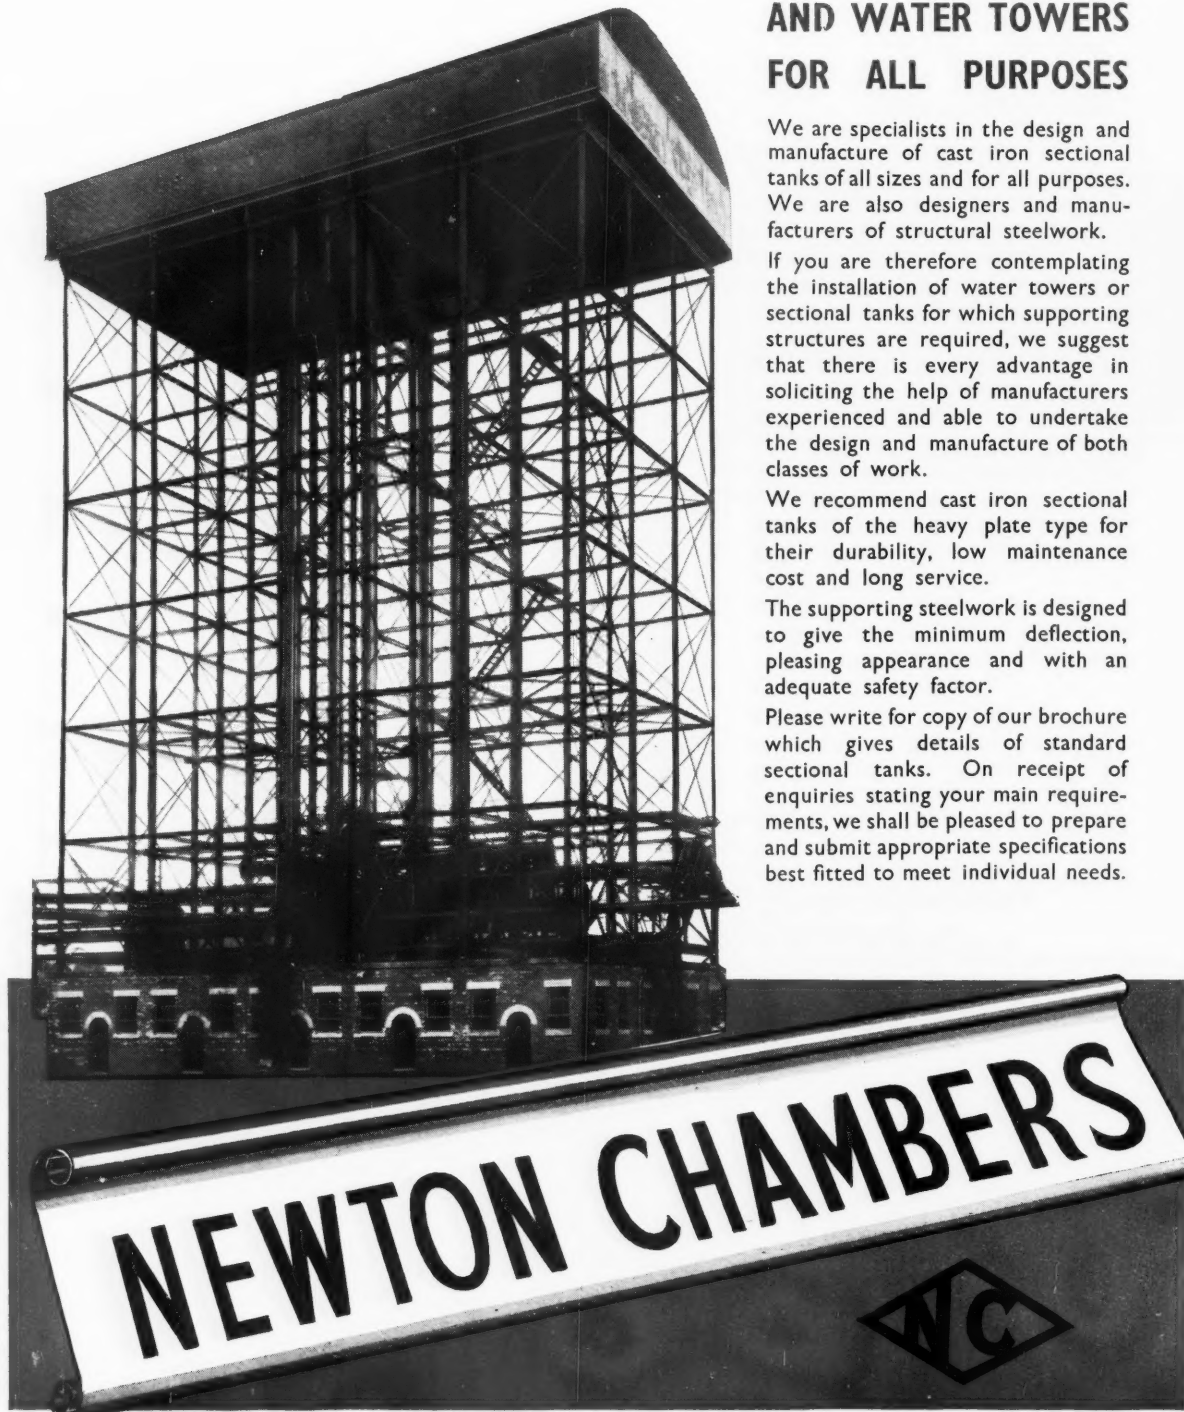 AND WATER TOWERS
FOR ALL PURPOSES
We are specialists in the design and
manufacture of cast iron sectional
tanks of all sizes and for all purposes.
We are also designers and manu-
facturers of structural steelwork.
If you are therefore contemplating
the installation of water towers or
sectional tanks for which supporting
structures are required, we suggest
that there is every advantage in
soliciting the help of manufacturers
experienced and able to undertake
the design and manufacture of both
classes of work.
We recommend cast iron sectional
tanks of the heavy plate type for
their durability, low maintenance
cost and long service.
The supporting steelwork is designed
to give the minimum deflection,
pleasing appearance and with an
adequate safety factor.
Please write for copy of our brochure
which gives details of standard
sectional tanks. On receipt of
enquiries stating your main require-
ments, we shall be pleased to prepare
and submit appropriate specifications
best fitted to meet individual needs.
NEWTON CHAMBERS
NC